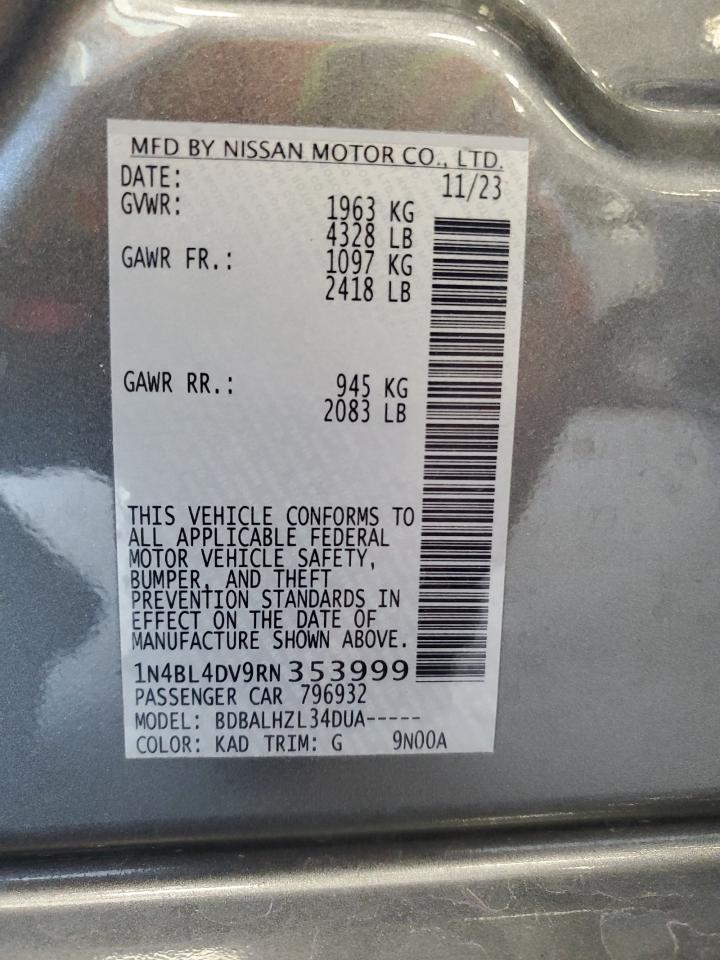 MFD BY NISSAN MOTOR CO., LTD.
DATE: 11/23
GVWR: 1963 KG
4328 LB
GAWR FR.: 1097 KG
2418 LB
GAWR RR.: 945 KG
2083 LB
THIS VEHICLE CONFORMS TO
ALL APPLICABLE FEDERAL
MOTOR VEHICLE SAFETY,
BUMPER, AND THEFT
PREVENTION STANDARDS IN
EFFECT ON THE DATE OF
MANUFACTURE SHOWN ABOVE.
1N4BL4DV9RN353999
PASSENGER CAR 796932
MODEL: BDBALHZL34DUA-----
COLOR: KAD TRIM: G 9N00A